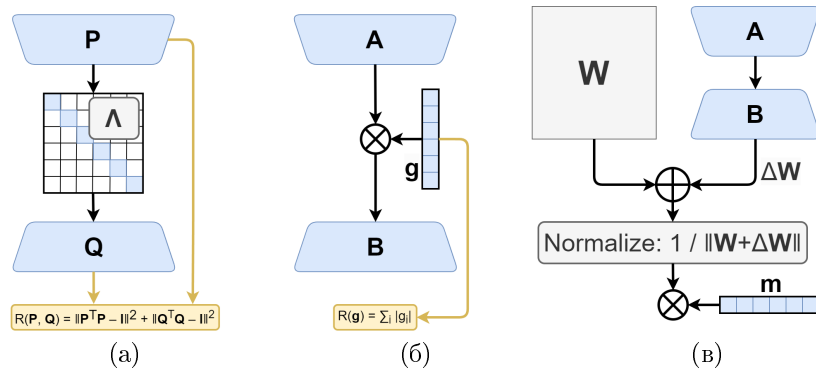 P
Λ
Q
R(P, Q) = ||PᵀP – I||² + ||QᵀQ – I||²
(а)
A
g
B
R(g) = ∑ᵢ |gᵢ|
(б)
W
A
B
ΔW
Normalize: 1 / ||W+ΔW||
m
(в)